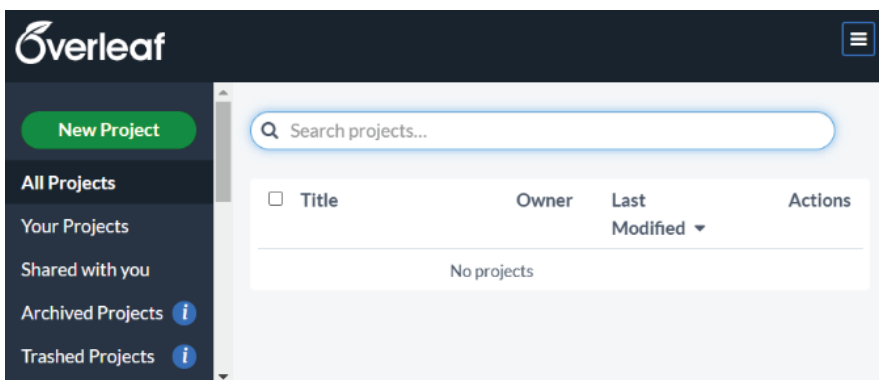 Overleaf
New Project
All Projects
Your Projects
Shared with you
Archived Projects i
Trashed Projects i
Search projects...
Title Owner Last Modified Actions
No projects